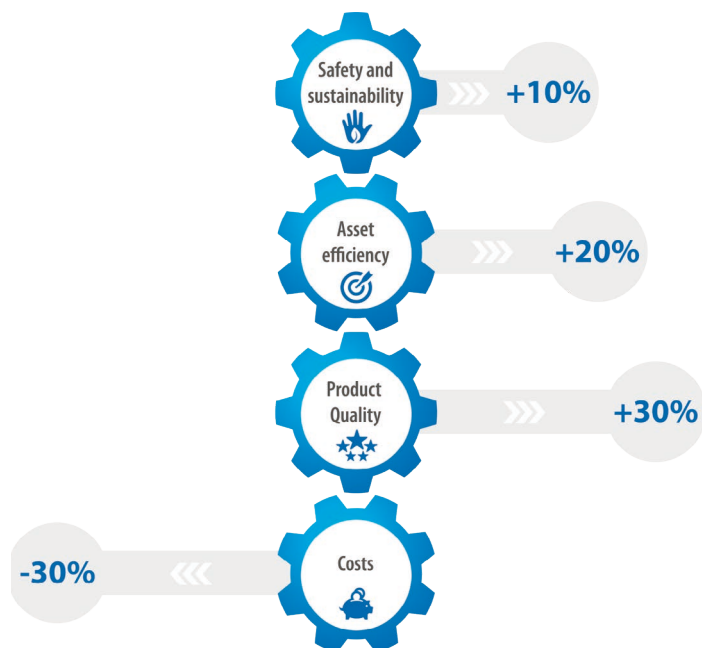 Safety and
sustainability
+10%
Asset
efficiency
+20%
Product
Quality
+30%
Costs
-30%